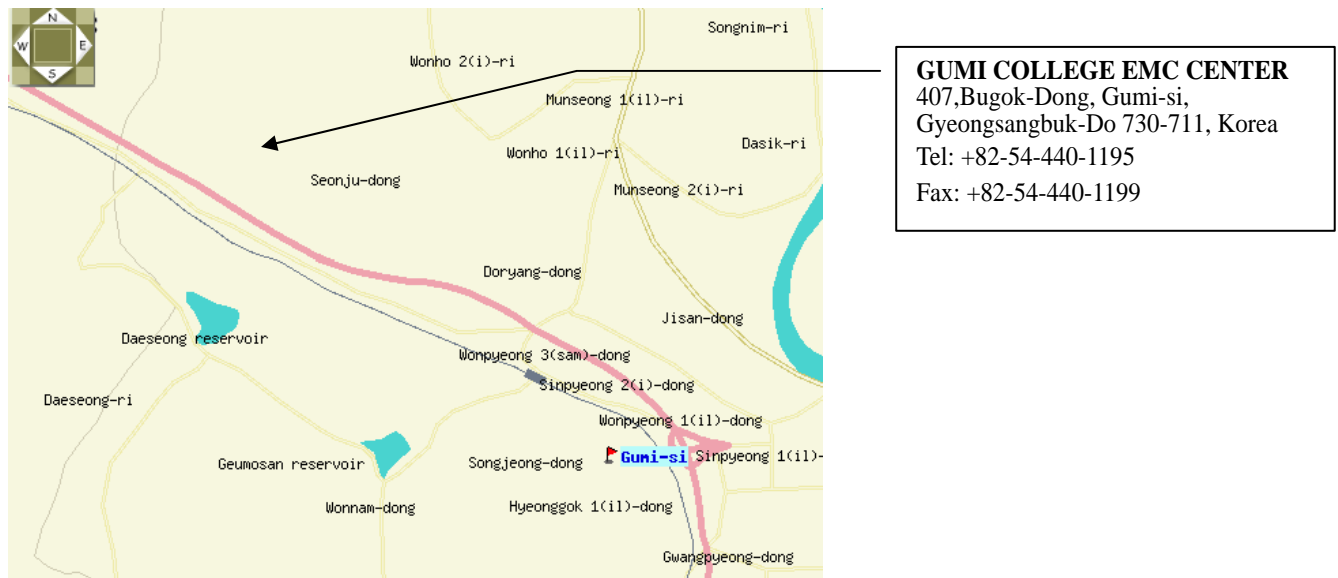 N
W
E
S
Songnim-ri
Wonho 2(i)-ri
Munseong 1(il)-ri
Dasik-ri
Wonho 1(il)-ri
Seonju-dong
Munseong 2(i)-ri
Doryang-dong
Jisan-dong
Daeseong reservoir
Wonpyeong 3(sam)-dong
Sinpyeong 2(i)-dong
Daeseong-ri
Wonpyeong 1(il)-dong
Gumi-si
Sinpyeong 1(il)-
Geumosan reservoir
Songjeong-dong
Wonnam-dong
Hyeonggok 1(il)-dong
Gwangpyeong-dong
GUMI COLLEGE EMC CENTER
407,Bugok-Dong, Gumi-si,
Gyeongsangbuk-Do 730-711, Korea
Tel: +82-54-440-1195
Fax: +82-54-440-1199